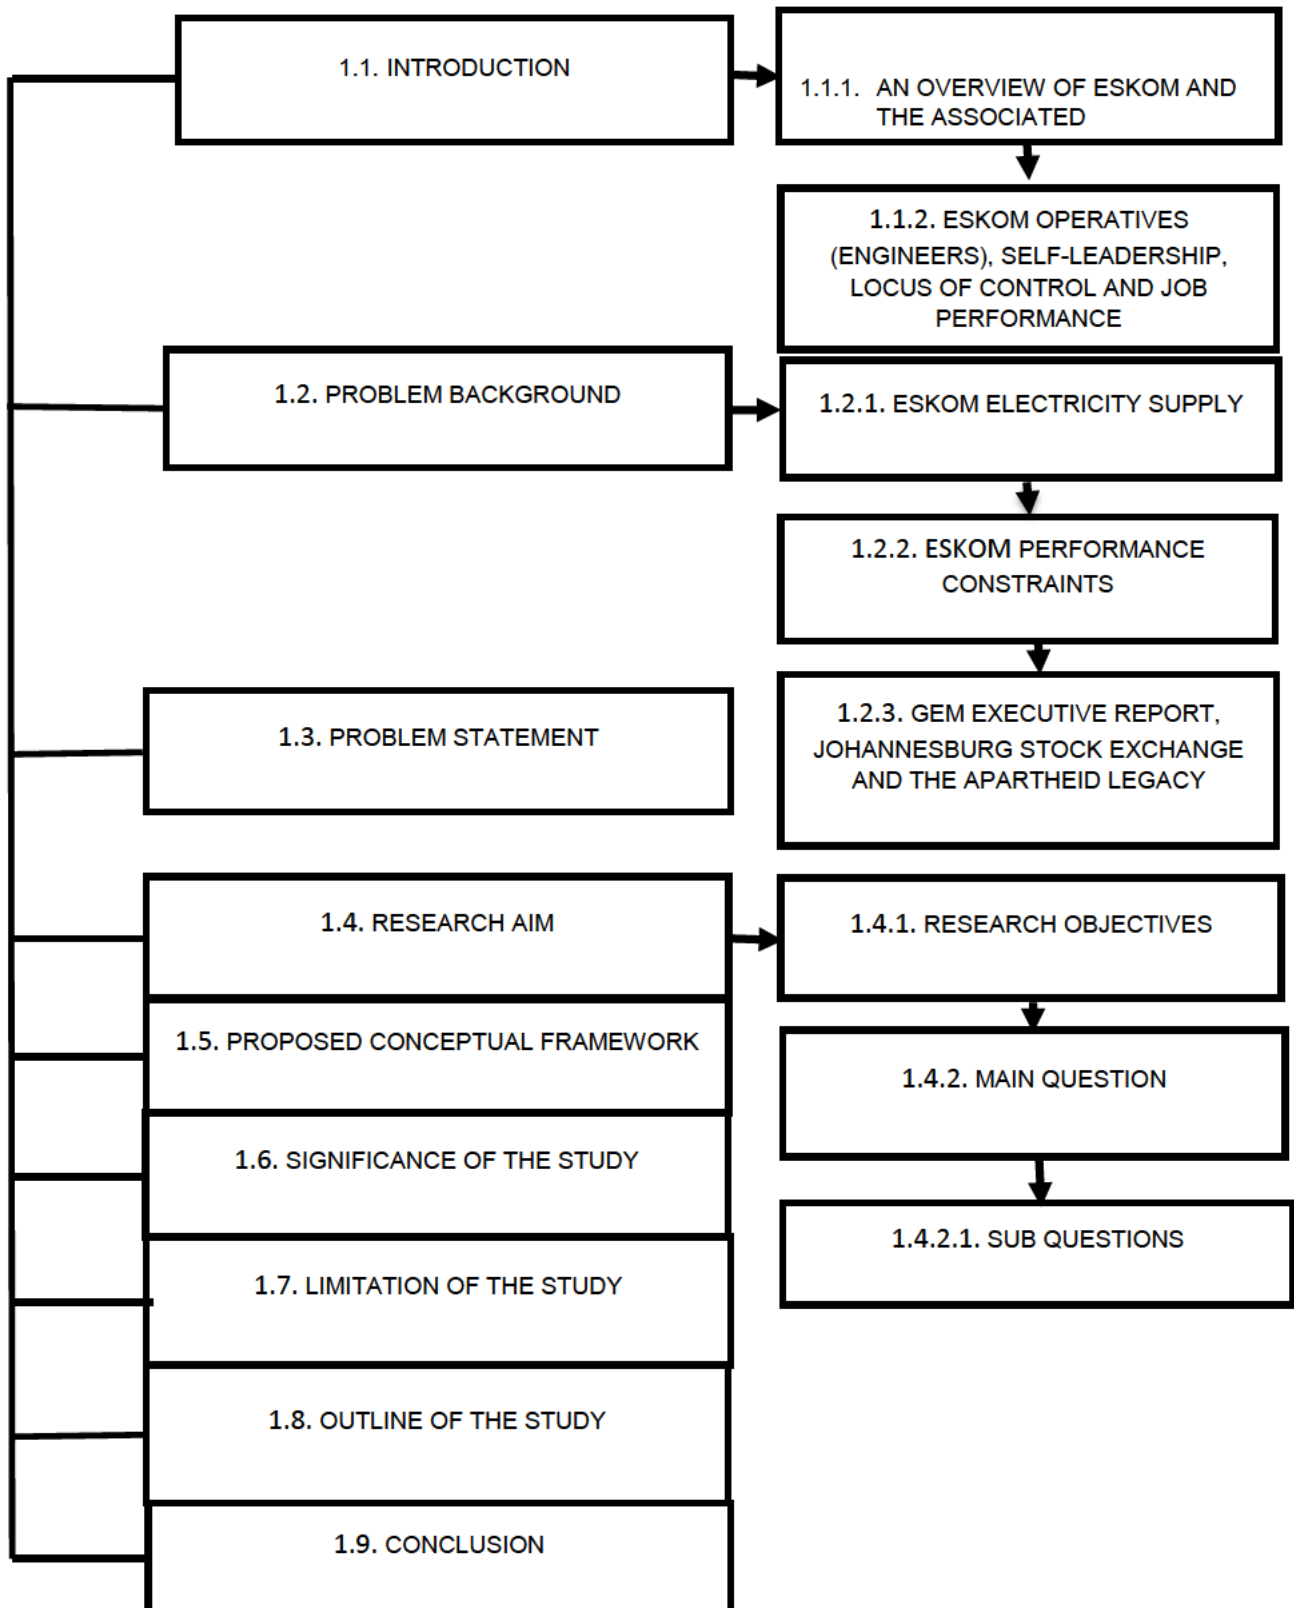 1.1. INTRODUCTION
1.1.1. AN OVERVIEW OF ESKOM AND
THE ASSOCIATED
1.1.2. ESKOM OPERATIVES
(ENGINEERS), SELF-LEADERSHIP,
LOCUS OF CONTROL AND JOB
PERFORMANCE
1.2. PROBLEM BACKGROUND
1.2.1. ESKOM ELECTRICITY SUPPLY
1.2.2. ESKOM PERFORMANCE
CONSTRAINTS
1.2.3. GEM EXECUTIVE REPORT,
JOHANNESBURG STOCK EXCHANGE
AND THE APARTHEID LEGACY
1.3. PROBLEM STATEMENT
1.4. RESEARCH AIM
1.4.1. RESEARCH OBJECTIVES
1.4.2. MAIN QUESTION
1.4.2.1. SUB QUESTIONS
1.5. PROPOSED CONCEPTUAL FRAMEWORK
1.6. SIGNIFICANCE OF THE STUDY
1.7. LIMITATION OF THE STUDY
1.8. OUTLINE OF THE STUDY
1.9. CONCLUSION